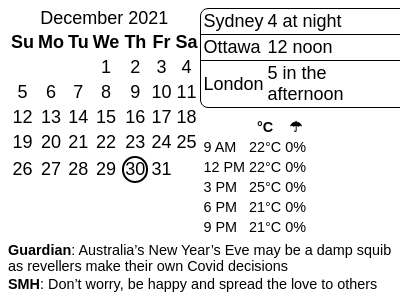 December 2021
Su Mo Tu We Th Fr Sa
1 2 3 4
5 6 7 8 9 10 11
12 13 14 15 16 17 18
19 20 21 22 23 24 25
26 27 28 29 30 31
Sydney 4 at night
Ottawa 12 noon
London 5 in the
afternoon
°C ☂
9 AM 22°C 0%
12 PM 22°C 0%
3 PM 25°C 0%
6 PM 21°C 0%
9 PM 21°C 0%
Guardian: Australia’s New Year’s Eve may be a damp squib
as revellers make their own Covid decisions
SMH: Don’t worry, be happy and spread the love to others